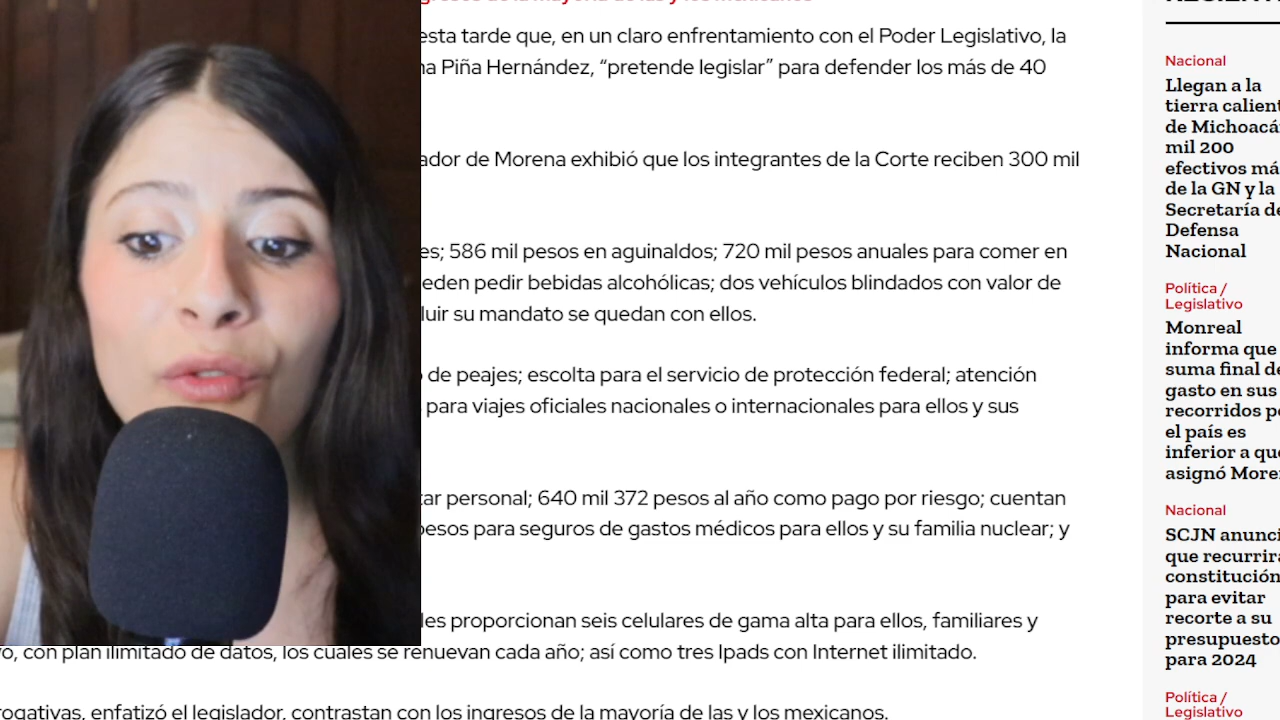 gresos de la mayoría de las y los mexicanos
esta tarde que, en un claro enfrentamiento con el Poder Legislativo, la
na Piña Hernández, “pretende legislar” para defender los más de 40
ador de Morena exhibió que los integrantes de la Corte reciben 300 mil
es; 586 mil pesos en aguinaldos; 720 mil pesos anuales para comer en
eden pedir bebidas alcohólicas; dos vehículos blindados con valor de
luir su mandato se quedan con ellos.
o de peajes; escolta para el servicio de protección federal; atención
para viajes oficiales nacionales o internacionales para ellos y sus
tar personal; 640 mil 372 pesos al año como pago por riesgo; cuentan
pesos para seguros de gastos médicos para ellos y su familia nuclear; y
les proporcionan seis celulares de gama alta para ellos, familiares y
vo, con plan ilimitado de datos, los cuales se renuevan cada año; así como tres Ipads con Internet ilimitado.
rogativas, enfatizó el legislador, contrastan con los ingresos de la mayoría de las y los mexicanos.
Nacional
Llegan a la
tierra calient
de Michoacá
mil 200
efectivos má
de la GN y la
Secretaría de
Defensa
Nacional
Política /
Legislativo
Monreal
informa que
suma final de
gasto en sus
recorridos po
el país es
inferior a que
asignó More
Nacional
SCJN anunci
que recurrirá
constitución
para evitar
recorte a su
presupuesto
para 2024
Política /
Legislativo